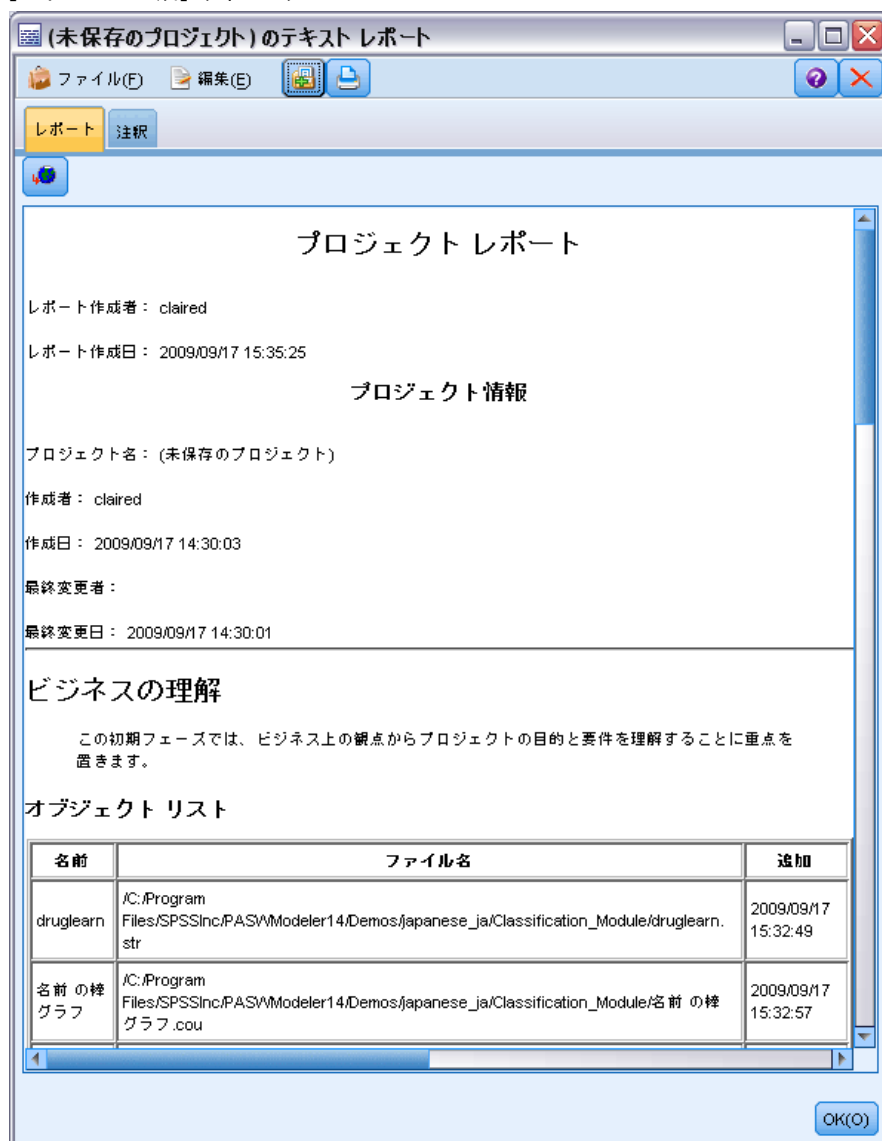 (未保存のプロジェクト) のテキスト レポート
ファイル(F) 編集(E)
レポート 注釈
プロジェクト レポート
レポート作成者： claired
レポート作成日： 2009/09/17 15:35:25
プロジェクト情報
プロジェクト名： (未保存のプロジェクト)
作成者： claired
作成日： 2009/09/17 14:30:03
最終変更者：
最終変更日： 2009/09/17 14:30:01
ビジネスの理解
この初期フェーズでは、ビジネス上の観点からプロジェクトの目的と要件を理解することに重点を
置きます。
オブジェクト リスト
名前 ファイル名 追加
druglearn
/C:/Program
Files/SPSSInc/PASWModeler14/Demos/japanese_ja/Classification_Module/druglearn.
str
2009/09/17
15:32:49
名前 の棒
グラフ
/C:/Program
Files/SPSSInc/PASWModeler14/Demos/japanese_ja/Classification_Module/名前 の棒
グラフ.cou
2009/09/17
15:32:57
OK(O)